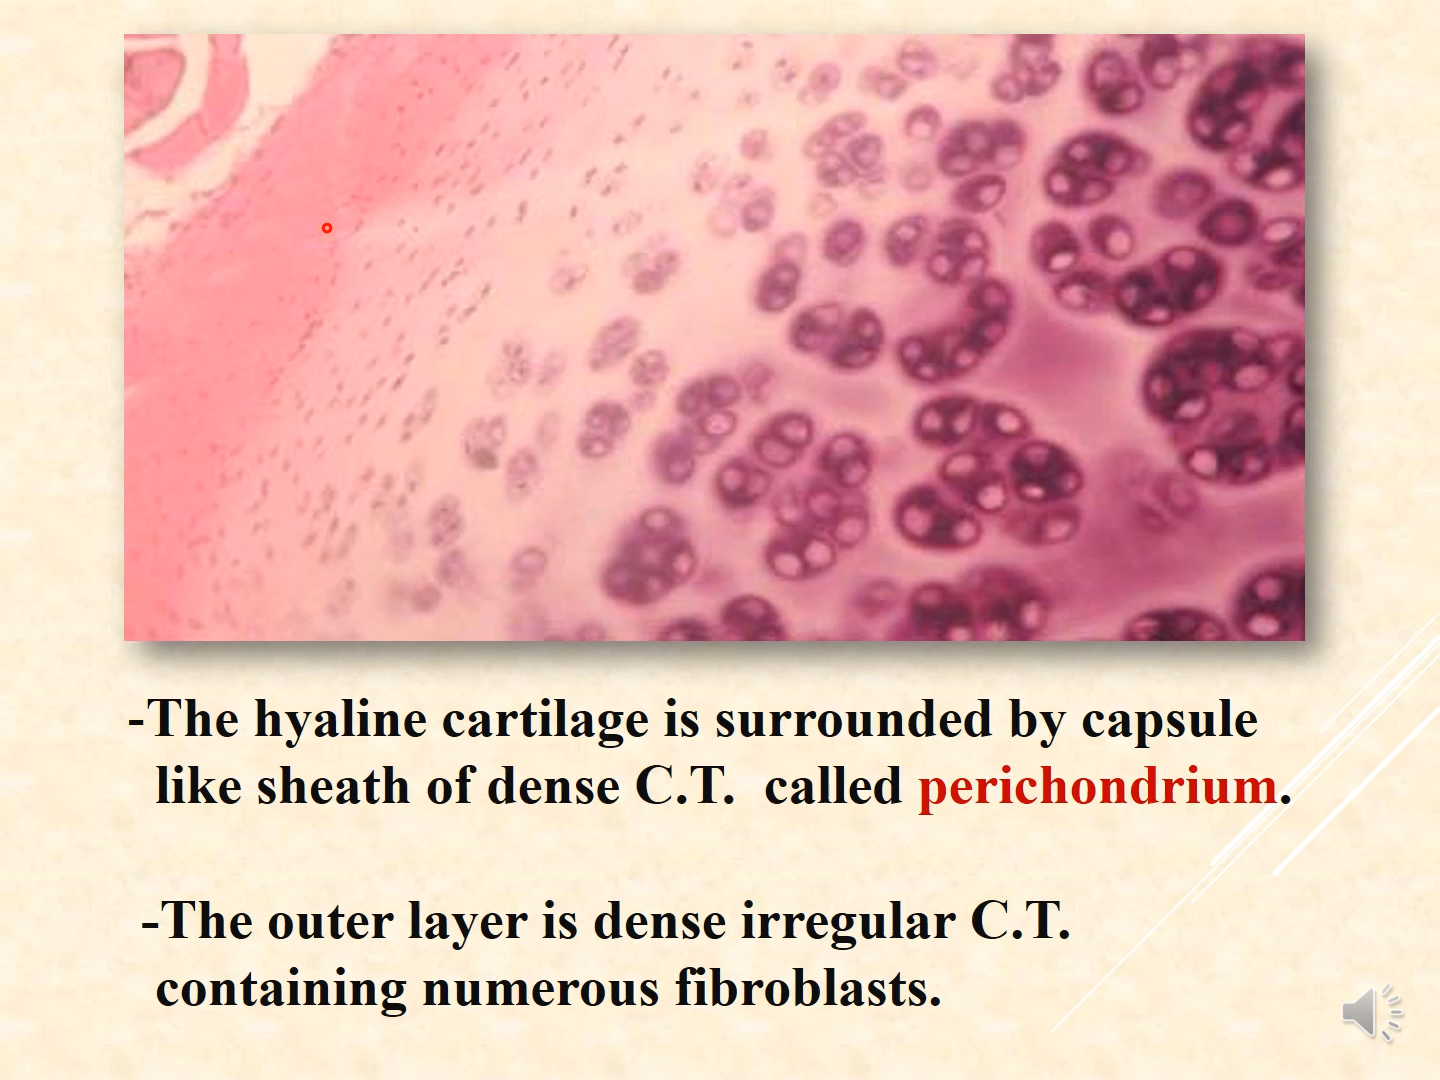 -The hyaline cartilage is surrounded by capsule
like sheath of dense C.T. called perichondrium.
-The outer layer is dense irregular C.T.
containing numerous fibroblasts.